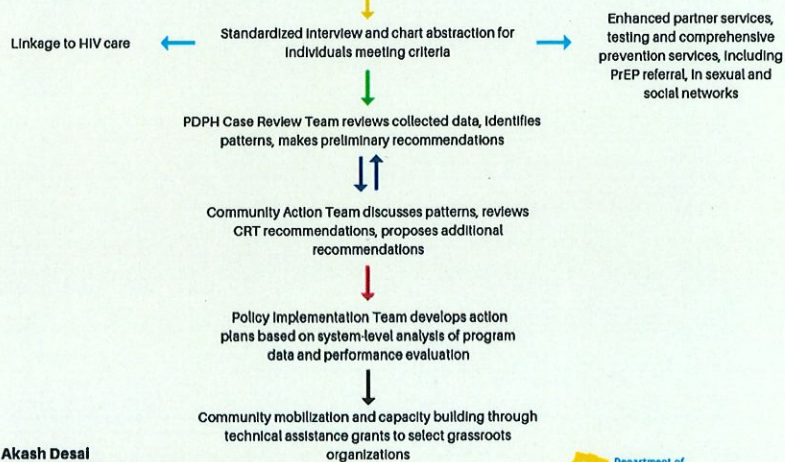 Linkage to HIV care
Standardized interview and chart abstraction for
individuals meeting criteria
Enhanced partner services,
testing and comprehensive
prevention services, including
PrEP referral, in sexual and
social networks
PDPH Case Review Team reviews collected data, identifies
patterns, makes preliminary recommendations
Community Action Team discusses patterns, reviews
CRT recommendations, proposes additional
recommendations
Policy Implementation Team develops action
plans based on system-level analysis of program
data and performance evaluation
Community mobilization and capacity building through
technical assistance grants to select grassroots
organizations
Akash Desai
Department of